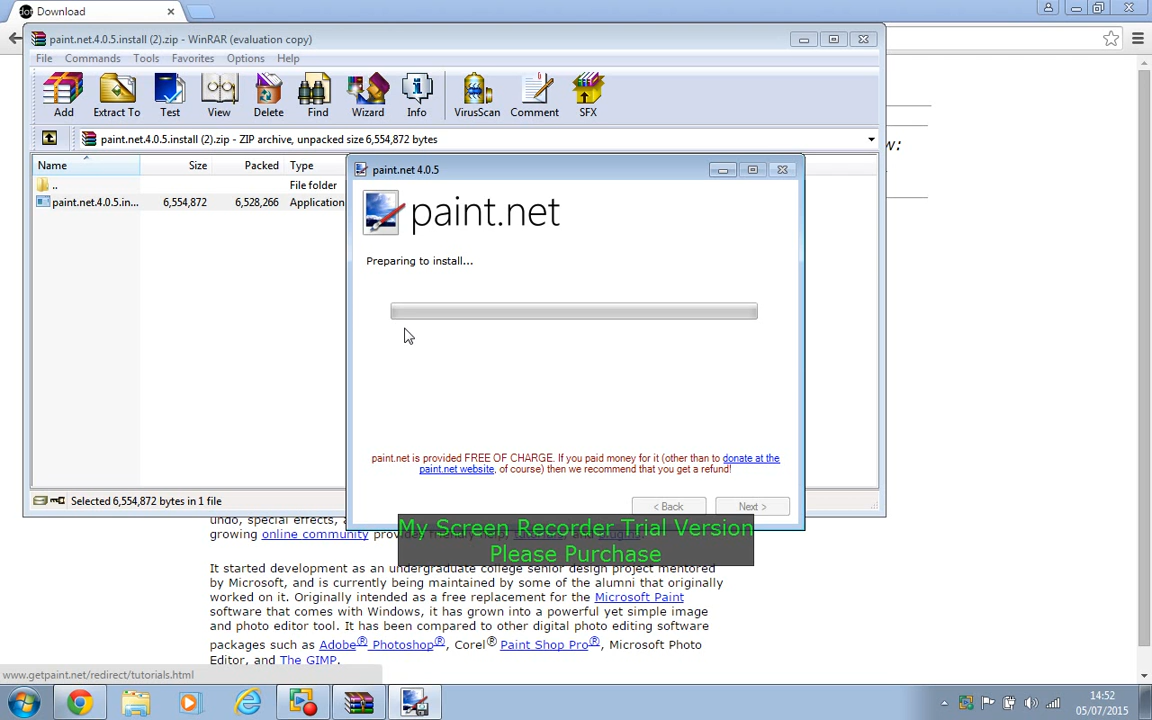 dot Download
paint.net.4.0.5.install (2).zip - WinRAR (evaluation copy)
File Commands Tools Favorites Options Help
Add Extract To Test View Delete Find Wizard Info VirusScan Comment SFX
paint.net.4.0.5.install (2).zip - ZIP archive, unpacked size 6,554,872 bytes
w:
Name Size Packed Type
.. File folder
paint.net.4.0.5.in... 6,554,872 6,528,266 Application
paint.net 4.0.5
paint.net
Preparing to install...
paint.net is provided FREE OF CHARGE. If you paid money for it (other than to donate at the
paint.net website, of course) then we recommend that you get a refund!
< Back Next >
Selected 6,554,872 bytes in 1 file
My Screen Recorder Trial Version
Please Purchase
undo, special effects,
growing online community
It started development as an undergraduate college senior design project mentored
by Microsoft, and is currently being maintained by some of the alumni that originally
worked on it. Originally intended as a free replacement for the Microsoft Paint
software that comes with Windows, it has grown into a powerful yet simple image
and photo editor tool. It has been compared to other digital photo editing software
packages such as Adobe® Photoshop®, Corel® Paint Shop Pro®, Microsoft Photo
Editor, and The GIMP.
www.getpaint.net/redirect/tutorials.html
14:52
05/07/2015